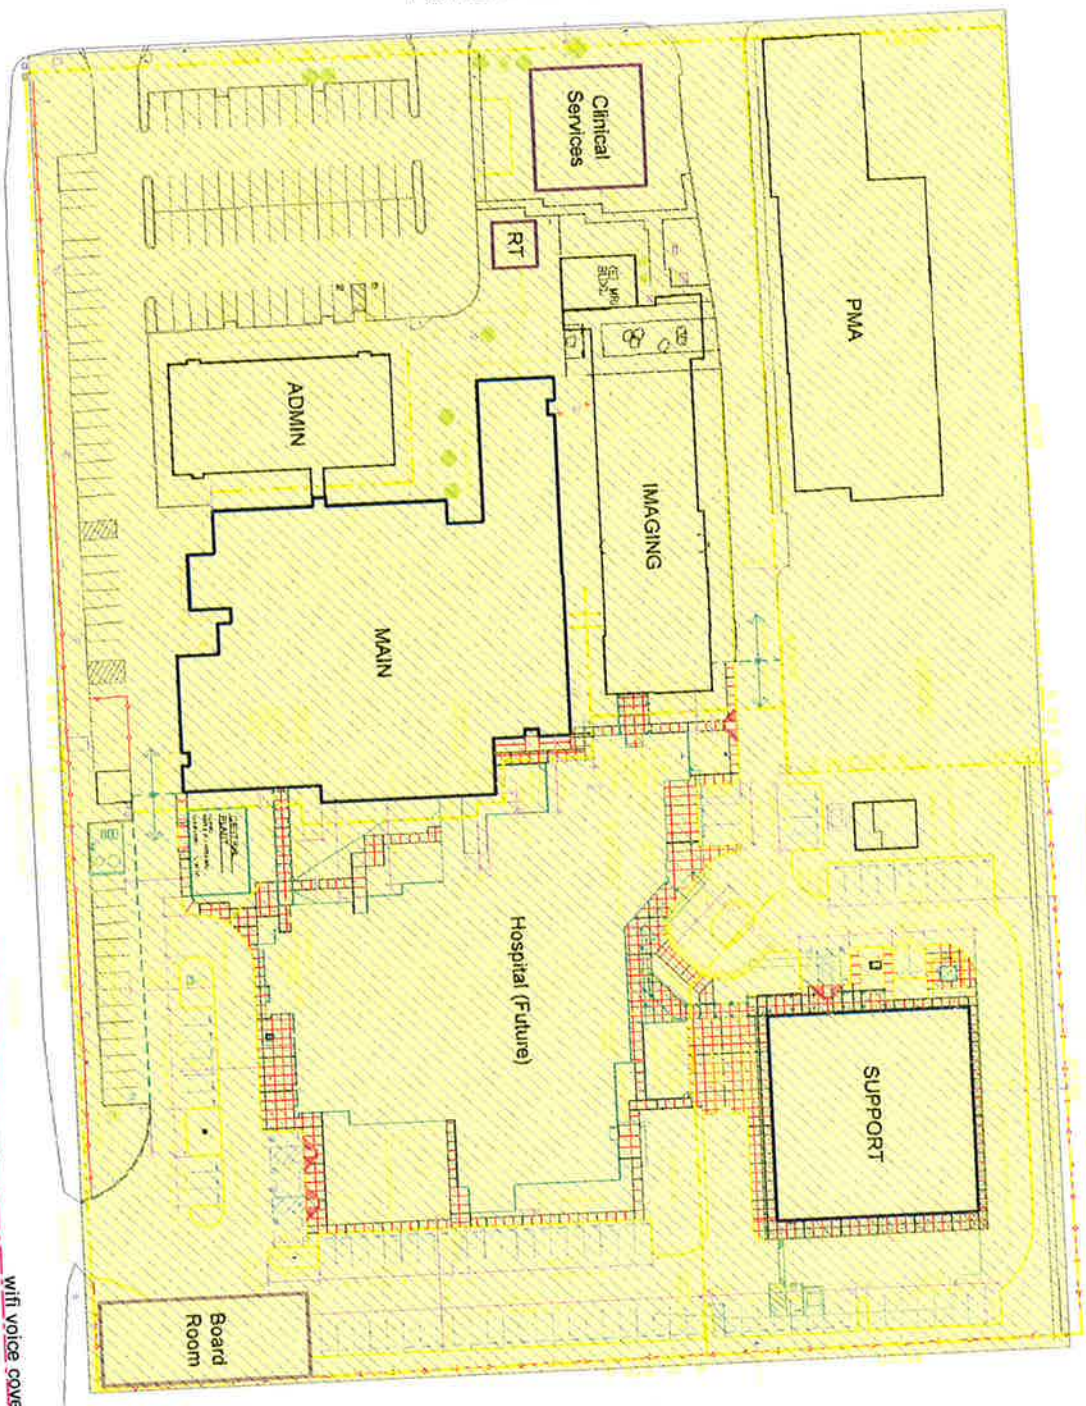 Clinical
Services
RT
PMA
ADMIN
IMAGING
MAIN
Hospital (Future)
SUPPORT
Board
Room
wifi voice cove